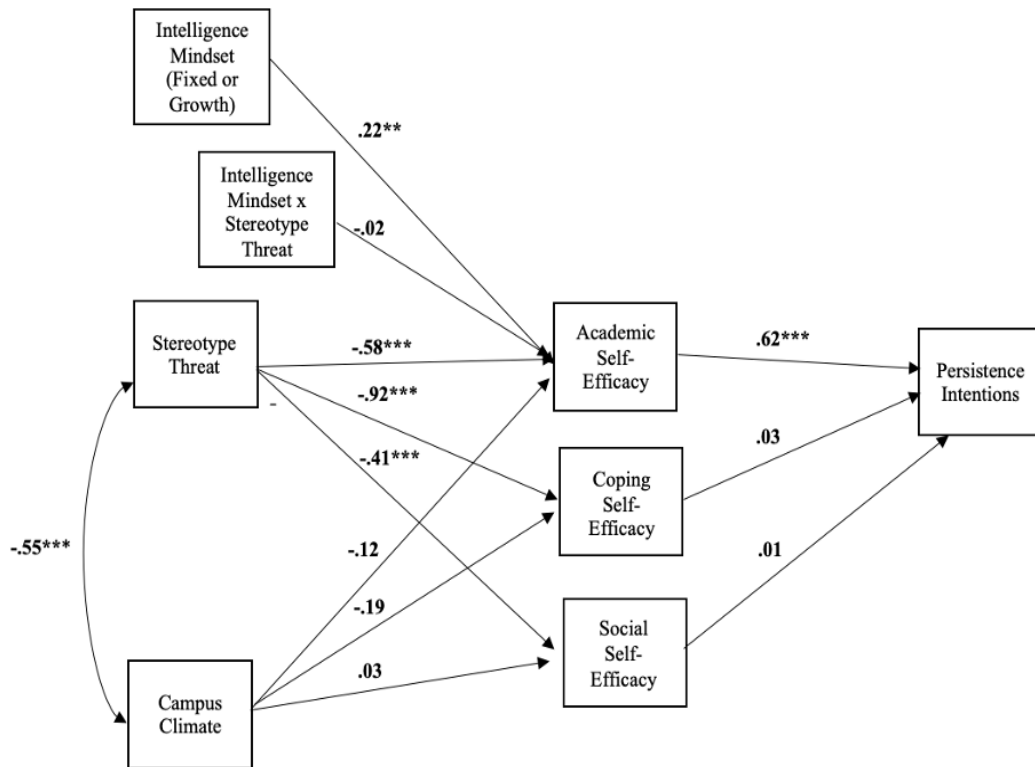 Intelligence
Mindset
(Fixed or
Growth)
.22**
Intelligence
Mindset x
Stereotype
Threat
-.02
Stereotype
Threat
-.58***
-.92***
-
-.41***
Academic
Self-
Efficacy
.62***
Persistence
Intentions
Coping
Self-
Efficacy
.03
-.55***
-.12
-.19
.03
.01
Social
Self-
Efficacy
Campus
Climate